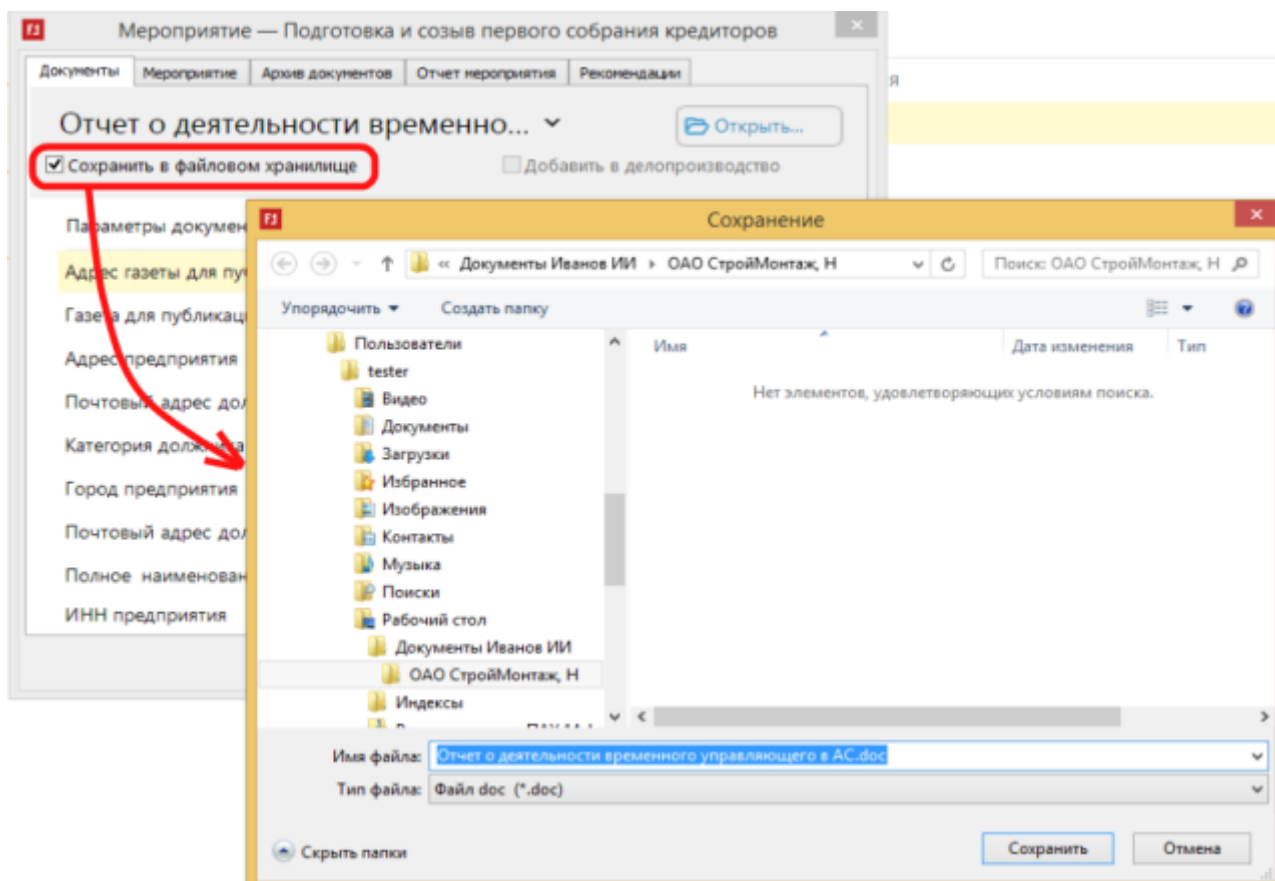 Мероприятие — Подготовка и созыв первого собрания кредиторов
Документы Мероприятие Архив документов Отчет мероприятия Рекомендации
я
Отчет о деятельности временно... Открыть...
Сохранить в файловом хранилище Добавить в делопроизводство
Параметры докумен
Адрес газеты для пу
Газета для публикац
Адрес предприятия
Почтовый адрес дол
Категория должника
Город предприятия
Почтовый адрес дол
Полное наименован
ИНН предприятия
Сохранение
« Документы Иванов ИИ ОАО СтройМонтаж, Н Поиск: ОАО СтройМонтаж, Н
Упорядочить Создать папку
Пользователи
tester
Видео
Документы
Загрузки
Избранное
Изображения
Контакты
Музыка
Поиски
Рабочий стол
Документы Иванов ИИ
ОАО СтройМонтаж, Н
Индексы
Имя Дата изменения Тип
Нет элементов, удовлетворяющих условиям поиска.
Имя файла: Отчет о деятельности временного управляющего в АС.doc
Тип файла: Файл doc (*.doc)
Скрыть папки Сохранить Отмена